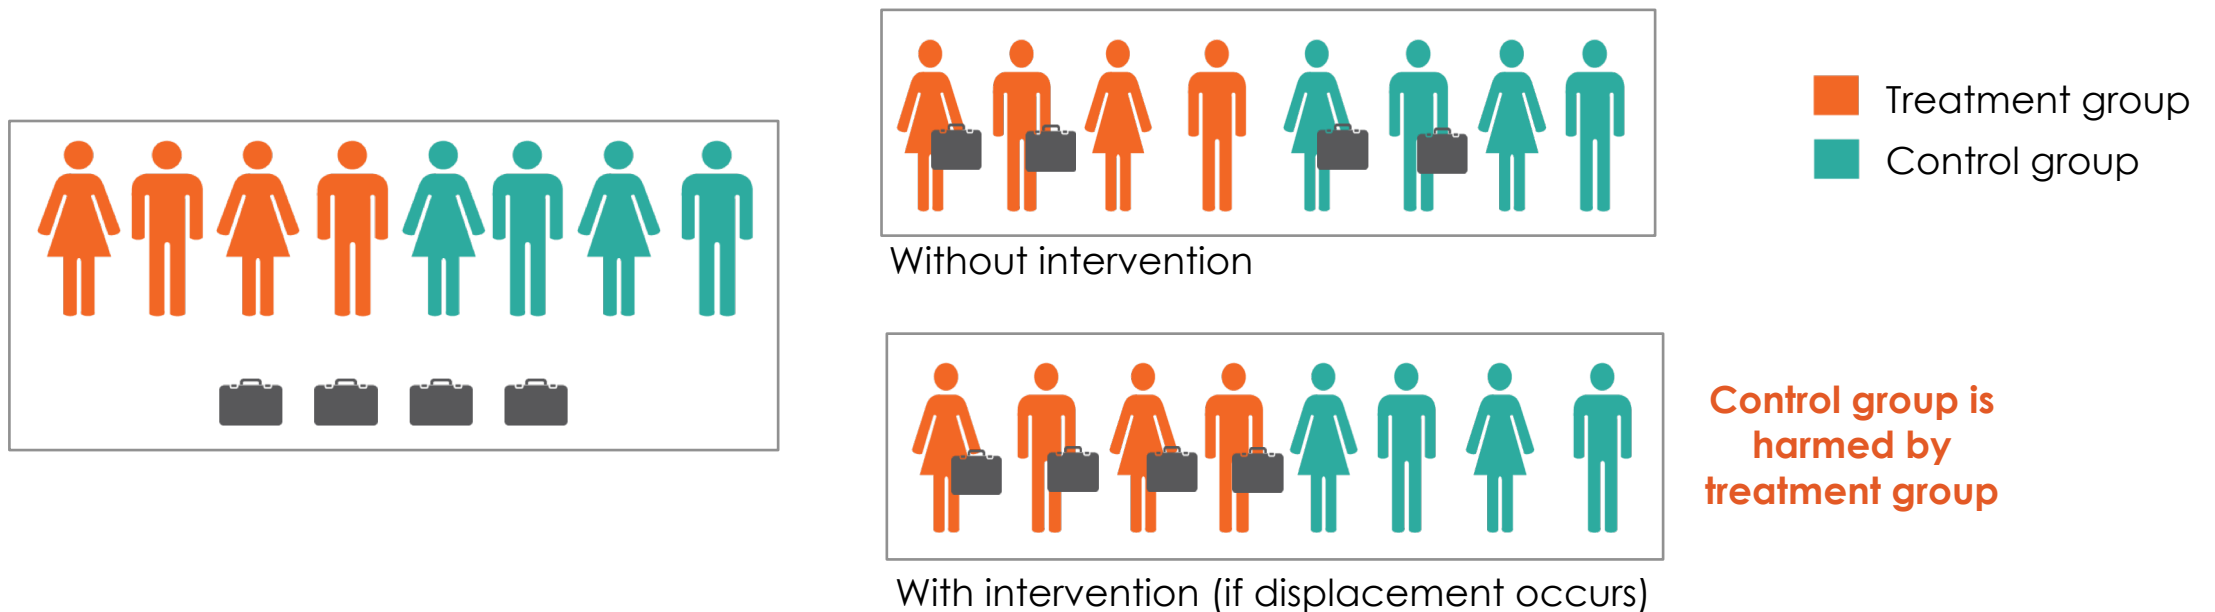 Treatment group
Control group
Without intervention
Control group is
harmed by
treatment group
With intervention (if displacement occurs)